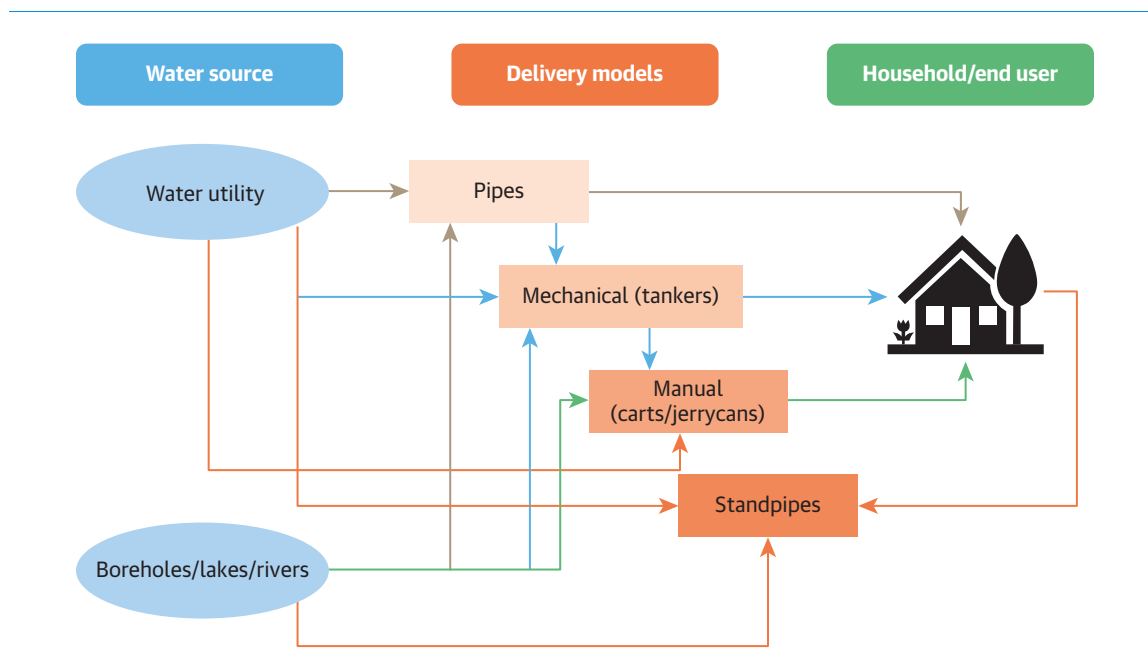 Water source
Delivery models
Household/end user
Water utility
Pipes
Mechanical (tankers)
Manual
(carts/jerrycans)
Standpipes
Boreholes/lakes/rivers